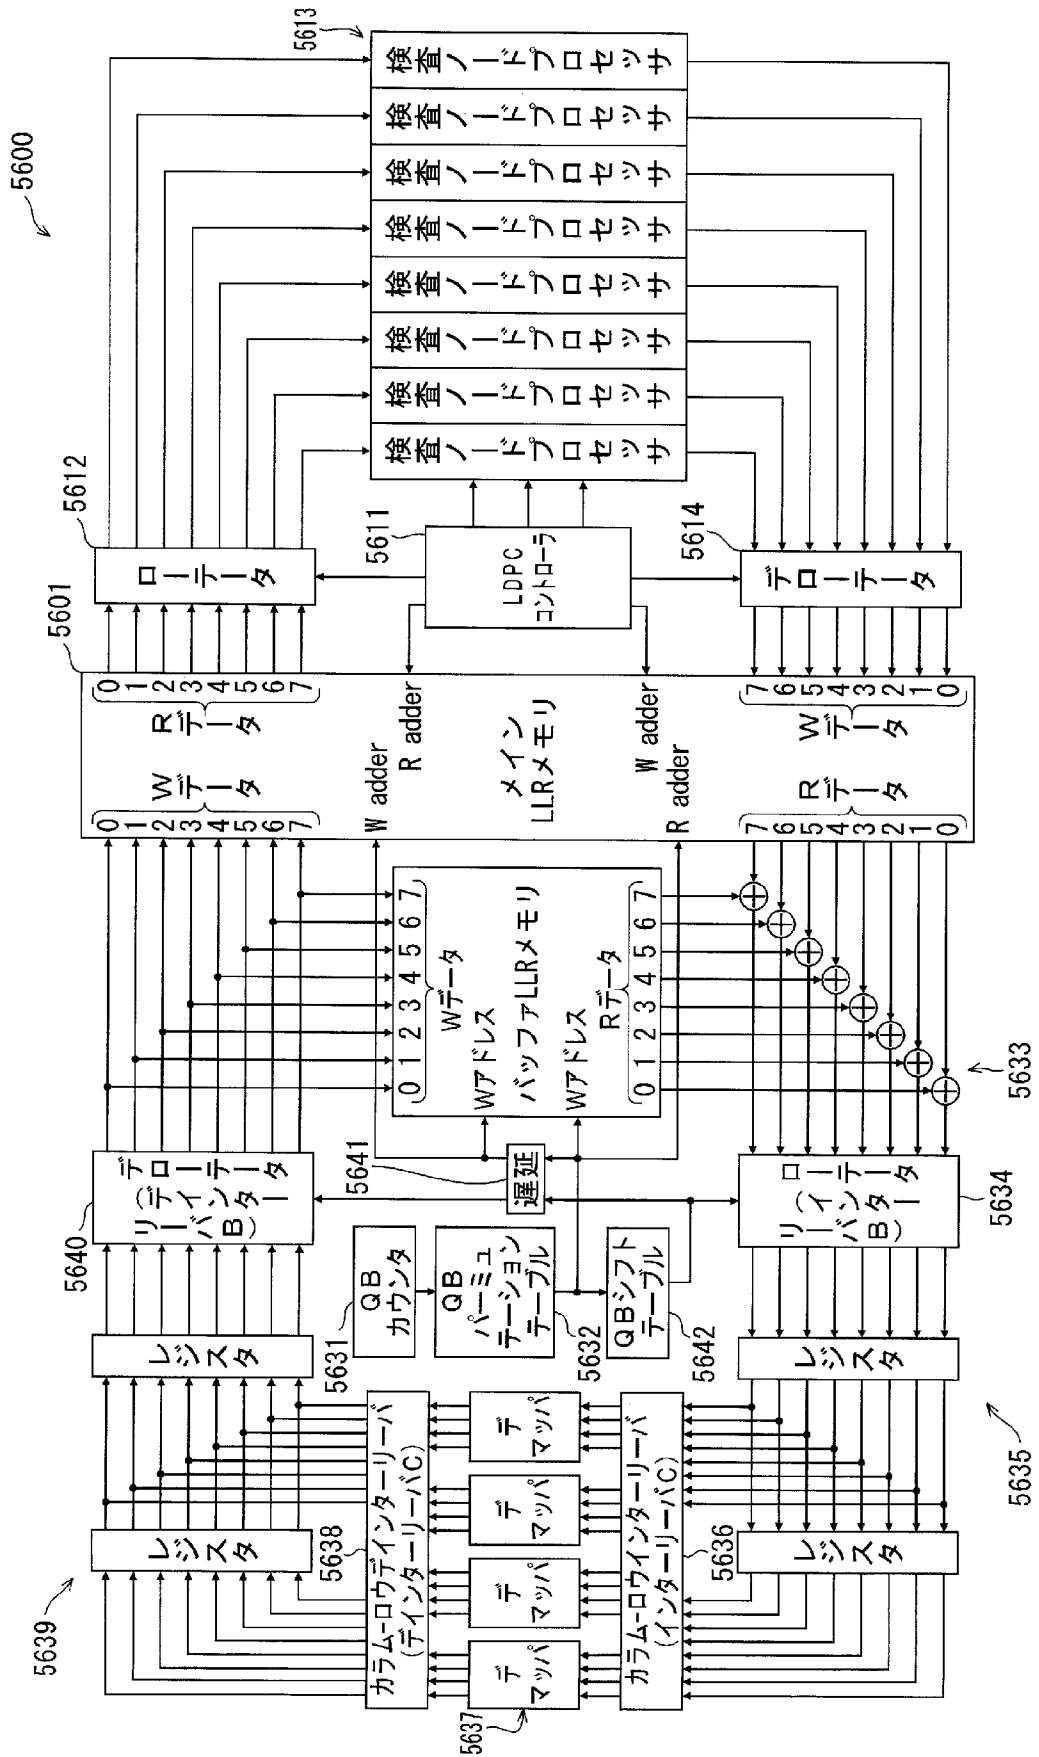 5600
5613
検査ノードプロセッサ
検査ノードプロセッサ
検査ノードプロセッサ
検査ノードプロセッサ
検査ノードプロセッサ
検査ノードプロセッサ
検査ノードプロセッサ
検査ノードプロセッサ
5612
ローテータ
5611
LDPC
コントローラ
5614
デローテータ
5601
0 1 2 3 4 5 6 7
Rデータ
R adder
W adder
7 6 5 4 3 2 1 0
Wデータ
メイン
LLRメモリ
0 1 2 3 4 5 6 7
Wデータ
W adder
R adder
7 6 5 4 3 2 1 0
Rデータ
0 1 2 3 4 5 6 7
Wデータ
Wアドレス
バッファLLRメモリ
Wアドレス
Rデータ
0 1 2 3 4 5 6 7
5633
5640
デローテータ
(デインター
リーバB)
5641
遅延
ローテータ
(インター
リーバB)
5634
5631
QB
カウンタ
QB
パーミュ
テーション
テーブル
5632
QBシフト
テーブル
5642
レジスタ
レジスタ
5635
カラム-ロウデインターリーバ
(デインターリーバC)
5638
デ
マッパ
デ
マッパ
デ
マッパ
デ
マッパ
5637
カラム-ロウインターリーバ
(インターリーバC)
5636
レジスタ
5639
レジスタ